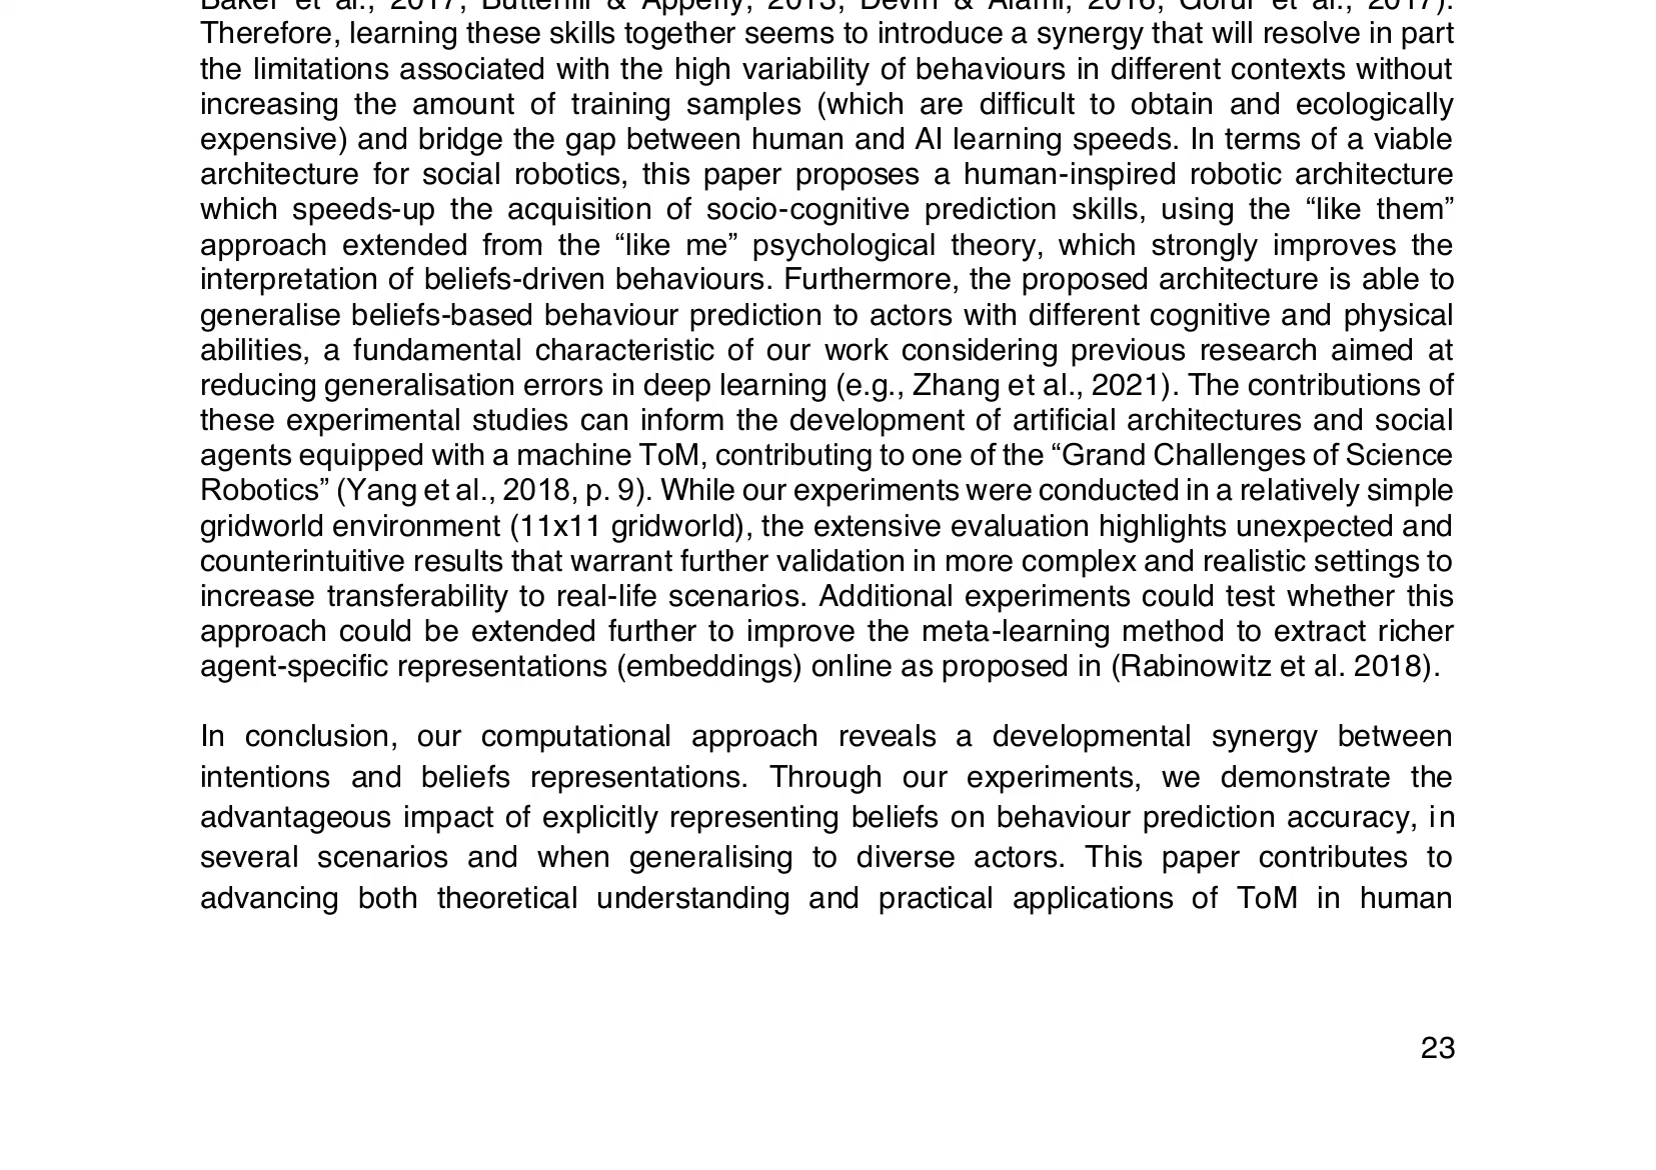 Baker et al., 2017; Butterfill & Apperly, 2013; Devin & Alami, 2016; Görür et al., 2017).
Therefore, learning these skills together seems to introduce a synergy that will resolve in part
the limitations associated with the high variability of behaviours in different contexts without
increasing the amount of training samples (which are difficult to obtain and ecologically
expensive) and bridge the gap between human and AI learning speeds. In terms of a viable
architecture for social robotics, this paper proposes a human-inspired robotic architecture
which speeds-up the acquisition of socio-cognitive prediction skills, using the “like them”
approach extended from the “like me” psychological theory, which strongly improves the
interpretation of beliefs-driven behaviours. Furthermore, the proposed architecture is able to
generalise beliefs-based behaviour prediction to actors with different cognitive and physical
abilities, a fundamental characteristic of our work considering previous research aimed at
reducing generalisation errors in deep learning (e.g., Zhang et al., 2021). The contributions of
these experimental studies can inform the development of artificial architectures and social
agents equipped with a machine ToM, contributing to one of the “Grand Challenges of Science
Robotics” (Yang et al., 2018, p. 9). While our experiments were conducted in a relatively simple
gridworld environment (11x11 gridworld), the extensive evaluation highlights unexpected and
counterintuitive results that warrant further validation in more complex and realistic settings to
increase transferability to real-life scenarios. Additional experiments could test whether this
approach could be extended further to improve the meta-learning method to extract richer
agent-specific representations (embeddings) online as proposed in (Rabinowitz et al. 2018).
In conclusion, our computational approach reveals a developmental synergy between
intentions and beliefs representations. Through our experiments, we demonstrate the
advantageous impact of explicitly representing beliefs on behaviour prediction accuracy, in
several scenarios and when generalising to diverse actors. This paper contributes to
advancing both theoretical understanding and practical applications of ToM in human
23